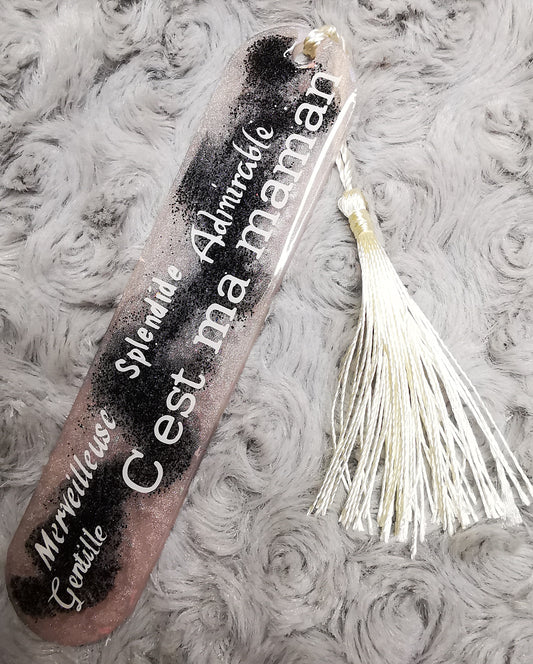 Merveilleuse Splendide Admirable
Gentille
C est ma maman